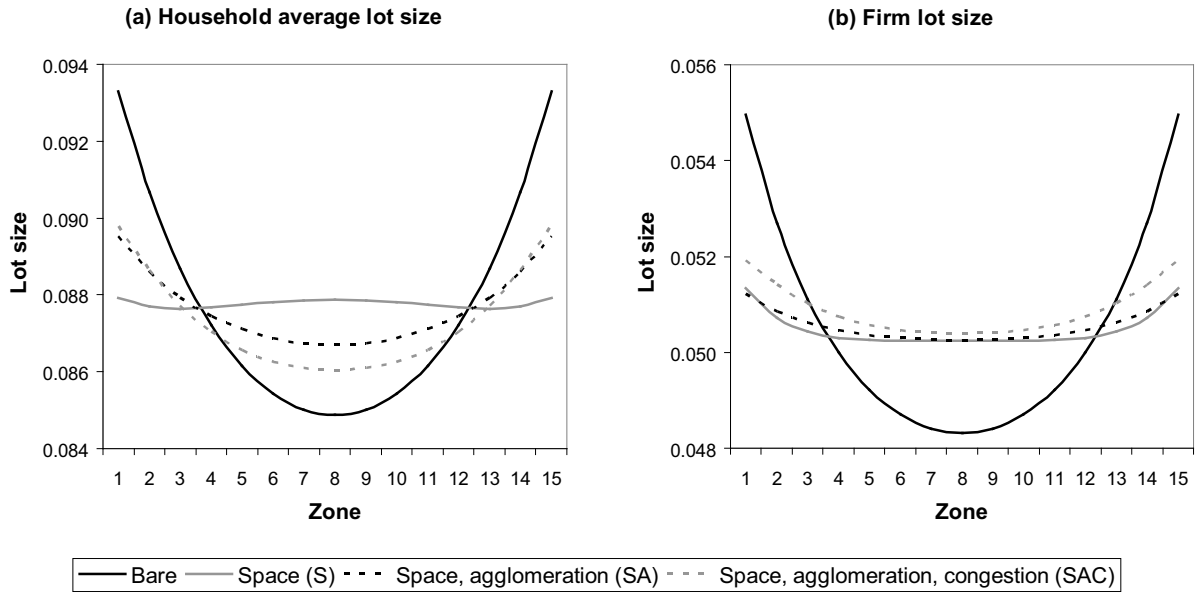 (a) Household average lot size
0.094
0.092
0.090
0.088
0.086
0.084
Lot size
1 2 3 4 5 6 7 8 9 10 11 12 13 14 15
Zone
(b) Firm lot size
0.056
0.054
0.052
0.050
0.048
Lot size
1 2 3 4 5 6 7 8 9 10 11 12 13 14 15
Zone
Bare Space (S) Space, agglomeration (SA) Space, agglomeration, congestion (SAC)